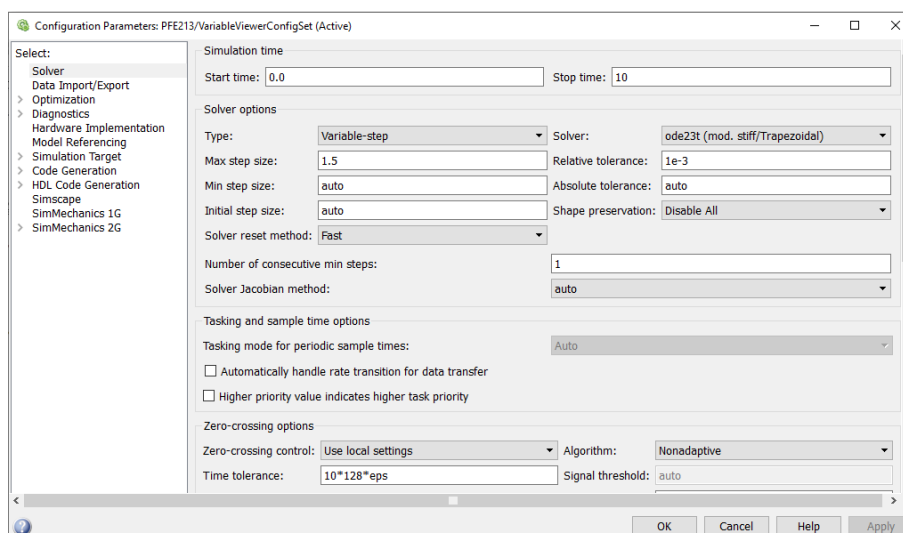 Configuration Parameters: PFE213/VariableViewerConfigSet (Active)
Select:
Solver
Data Import/Export
Optimization
Diagnostics
Hardware Implementation
Model Referencing
Simulation Target
Code Generation
HDL Code Generation
Simscape
SimMechanics 1G
SimMechanics 2G
Simulation time
Start time: 0.0 Stop time: 10
Solver options
Type: Variable-step Solver: ode23t (mod. stiff/Trapezoidal)
Max step size: 1.5 Relative tolerance: 1e-3
Min step size: auto Absolute tolerance: auto
Initial step size: auto Shape preservation: Disable All
Solver reset method: Fast
Number of consecutive min steps: 1
Solver Jacobian method: auto
Tasking and sample time options
Tasking mode for periodic sample times: Auto
Automatically handle rate transition for data transfer
Higher priority value indicates higher task priority
Zero-crossing options
Zero-crossing control: Use local settings Algorithm: Nonadaptive
Time tolerance: 10*128*eps Signal threshold: auto
OK Cancel Help Apply